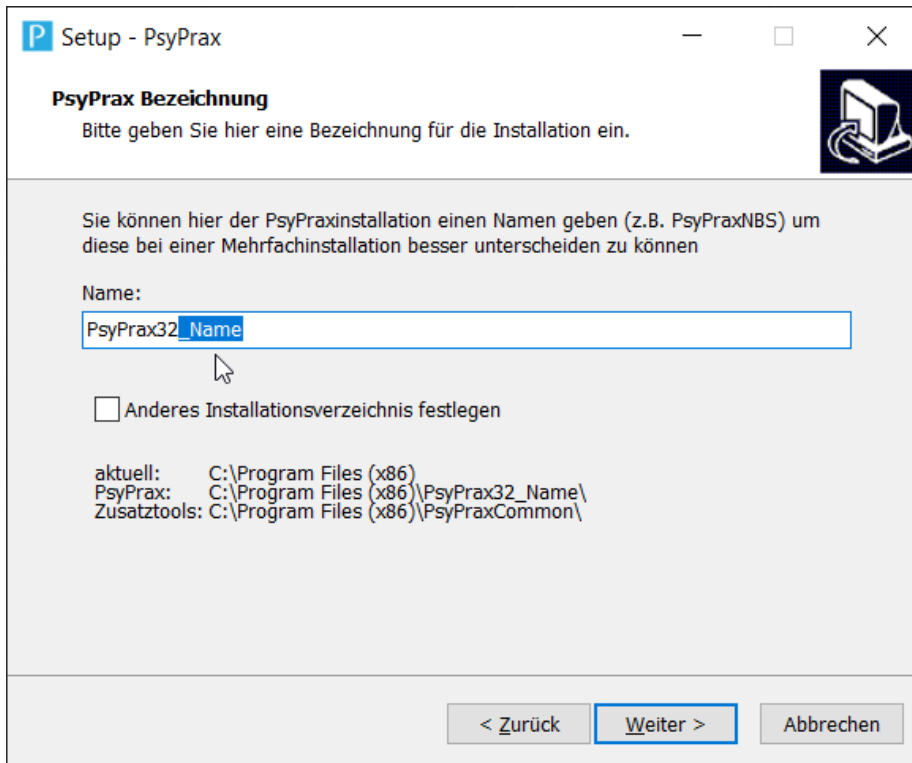 P Setup - PsyPrax
PsyPrax Bezeichnung
Bitte geben Sie hier eine Bezeichnung für die Installation ein.
Sie können hier der PsyPraxinstallation einen Namen geben (z.B. PsyPraxNBS) um
diese bei einer Mehrfachinstallation besser unterscheiden zu können
Name:
PsyPrax32_Name
Anderes Installationsverzeichnis festlegen
aktuell: C:\Program Files (x86)
PsyPrax: C:\Program Files (x86)\PsyPrax32_Name\
Zusatztools: C:\Program Files (x86)\PsyPraxCommon\
< Zurück Weiter > Abbrechen